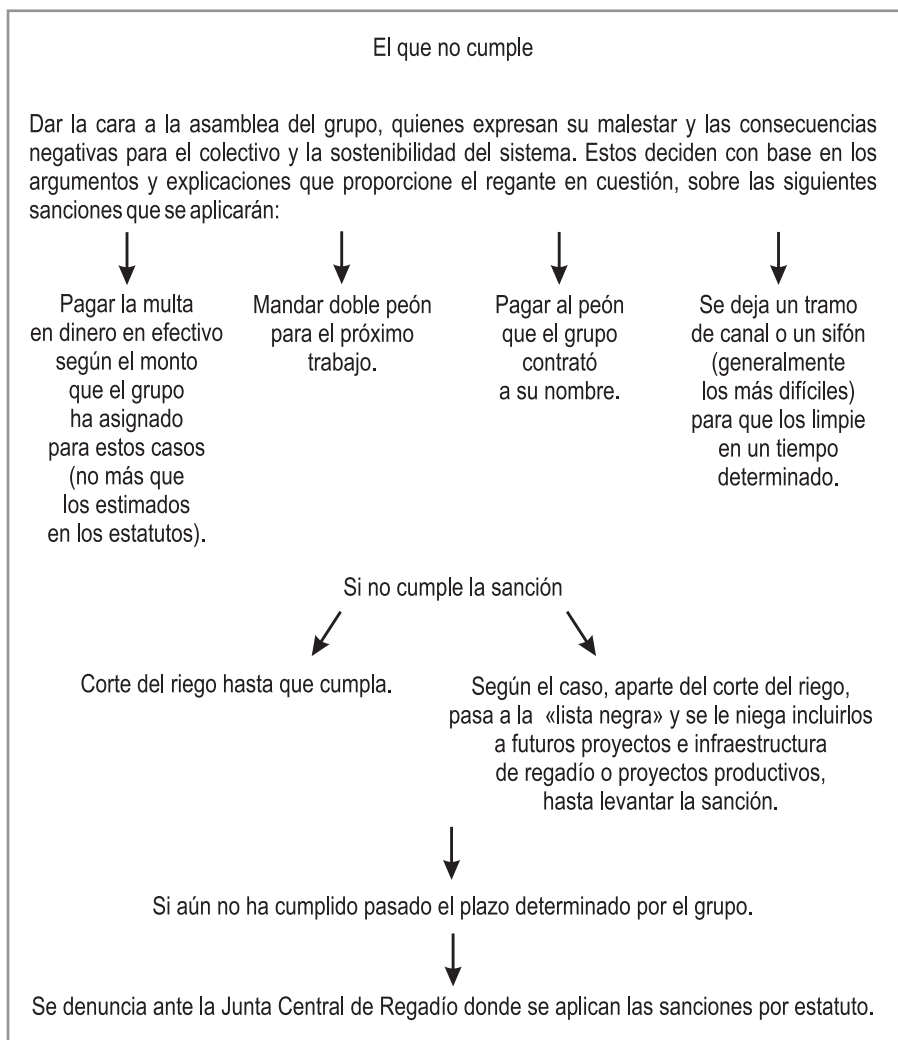 El que no cumple
Dar la cara a la asamblea del grupo, quienes expresan su malestar y las consecuencias
negativas para el colectivo y la sostenibilidad del sistema. Estos deciden con base en los
argumentos y explicaciones que proporcione el regante en cuestión, sobre las siguientes
sanciones que se aplicarán:
Pagar la multa
en dinero en efectivo
según el monto
que el grupo
ha asignado
para estos casos
(no más que
los estimados
en los estatutos).
Mandar doble peón
para el próximo
trabajo.
Pagar al peón
que el grupo
contrató
a su nombre.
Se deja un tramo
de canal o un sifón
(generalmente
los más difíciles)
para que los limpie
en un tiempo
determinado.
Si no cumple la sanción
Corte del riego hasta que cumpla.
Según el caso, aparte del corte del riego,
pasa a la «lista negra» y se le niega incluirlos
a futuros proyectos e infraestructura
de regadío o proyectos productivos,
hasta levantar la sanción.
Si aún no ha cumplido pasado el plazo determinado por el grupo.
Se denuncia ante la Junta Central de Regadío donde se aplican las sanciones por estatuto.